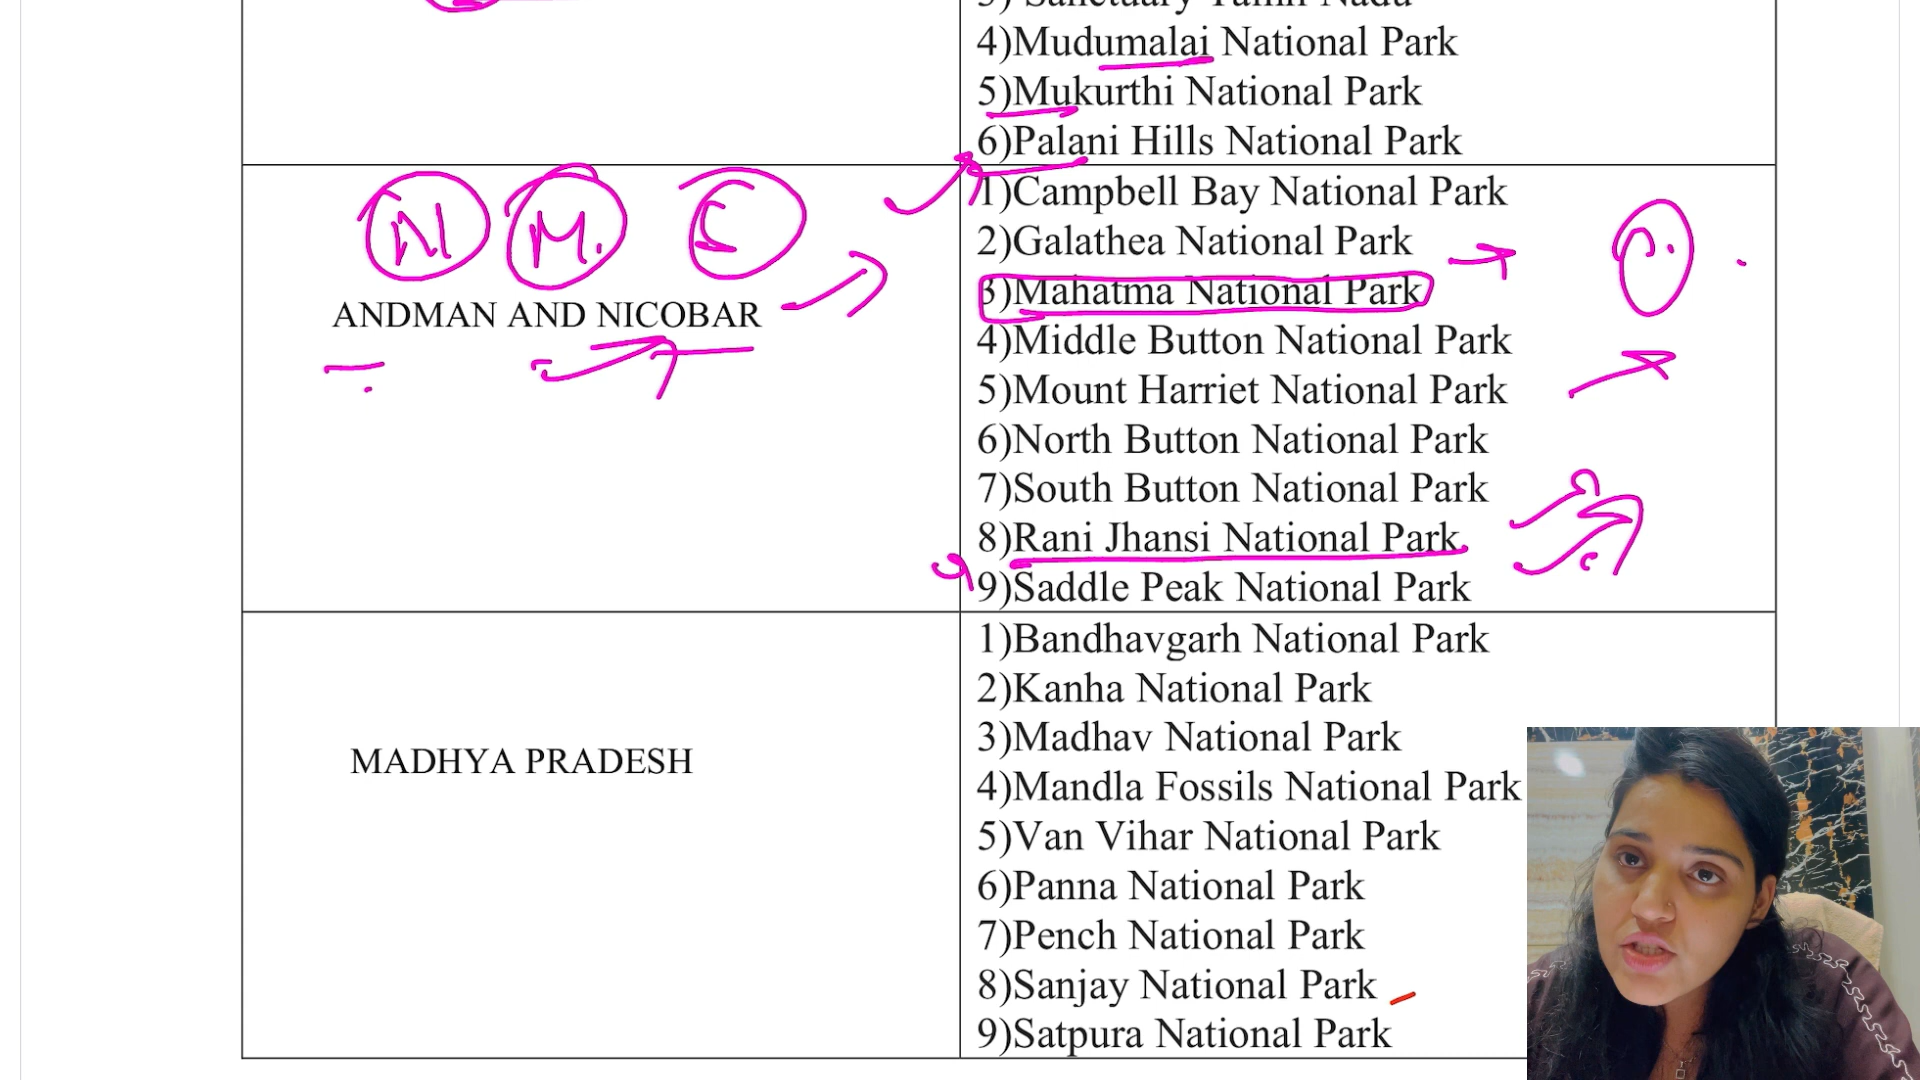 3) Sanctuary Tamil Nadu
4)Mudumalai National Park
5)Mukurthi National Park
6)Palani Hills National Park
N M. S
ANDMAN AND NICOBAR
1)Campbell Bay National Park
2)Galathea National Park
3)Mahatma National Park
4)Middle Button National Park
5)Mount Harriet National Park
6)North Button National Park
7)South Button National Park
8)Rani Jhansi National Park
9)Saddle Peak National Park
MADHYA PRADESH
1)Bandhavgarh National Park
2)Kanha National Park
3)Madhav National Park
4)Mandla Fossils National Park
5)Van Vihar National Park
6)Panna National Park
7)Pench National Park
8)Sanjay National Park
9)Satpura National Park